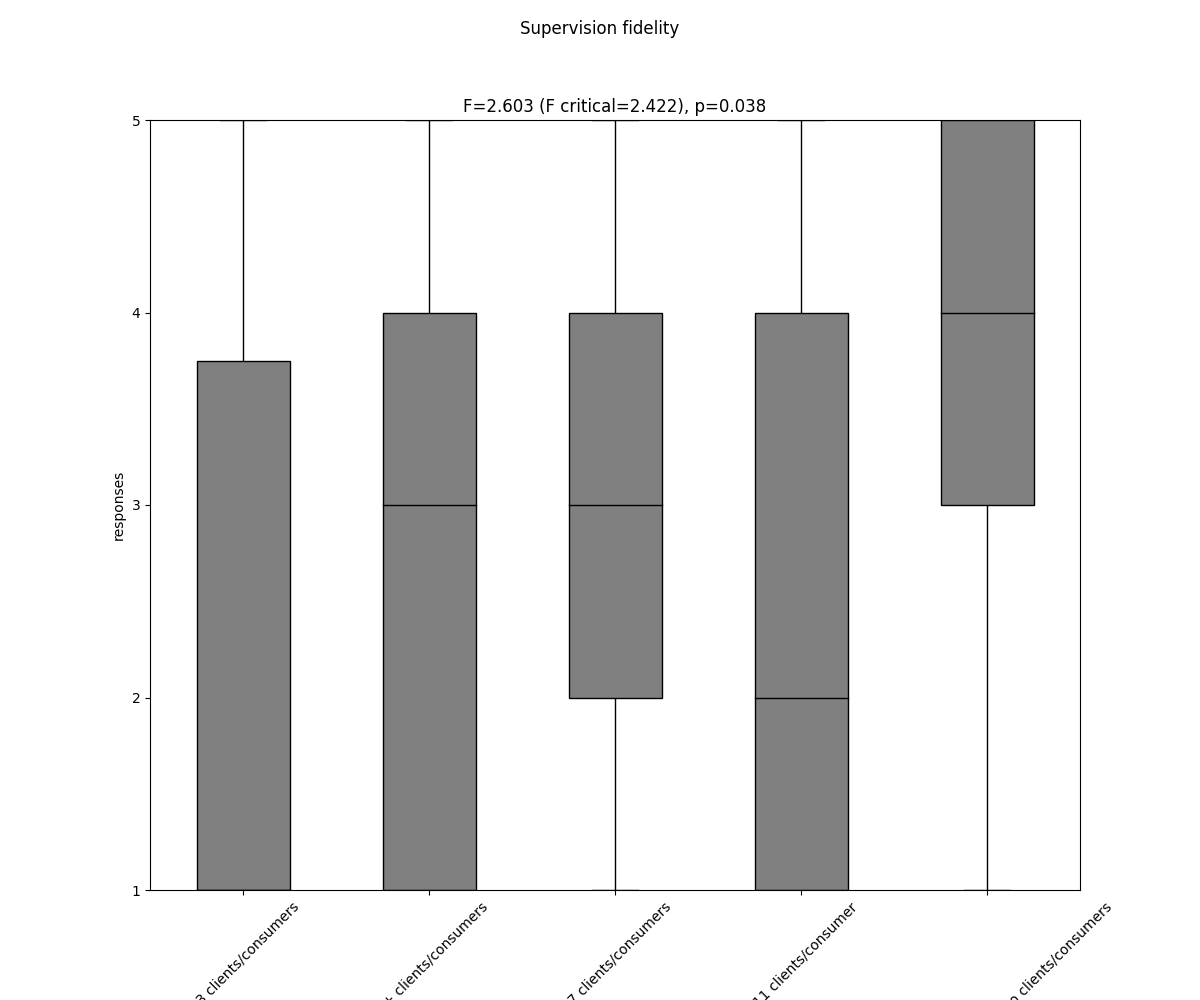 Supervision fidelity
F=2.603 (F critical=2.422), p=0.038
5
4
3
2
1
responses
3 clients/consumers
clients/consumers
7 clients/consumers
11 clients/consumer
clients/consumers